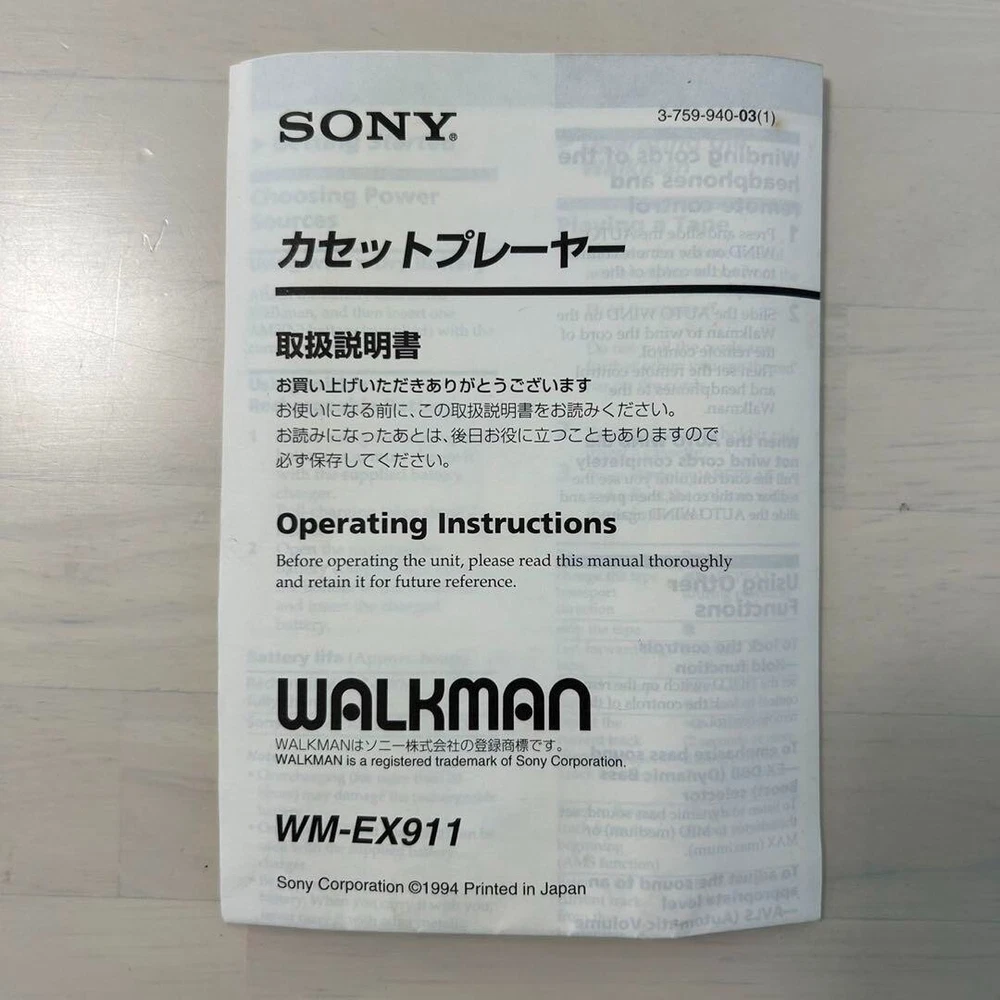 SONY®
3-759-940-03(1)
カセットプレーヤー
取扱説明書
お買い上げいただきありがとうございます
お使いになる前に、この取扱説明書をお読みください。
お読みになったあとは、後日お役に立つこともありますので
必ず保存してください。
Operating Instructions
Before operating the unit, please read this manual thoroughly
and retain it for future reference.
WALKMAN
WALKMANはソニー株式会社の登録商標です。
WALKMAN is a registered trademark of Sony Corporation.
WM-EX911
Sony Corporation ©1994 Printed in Japan